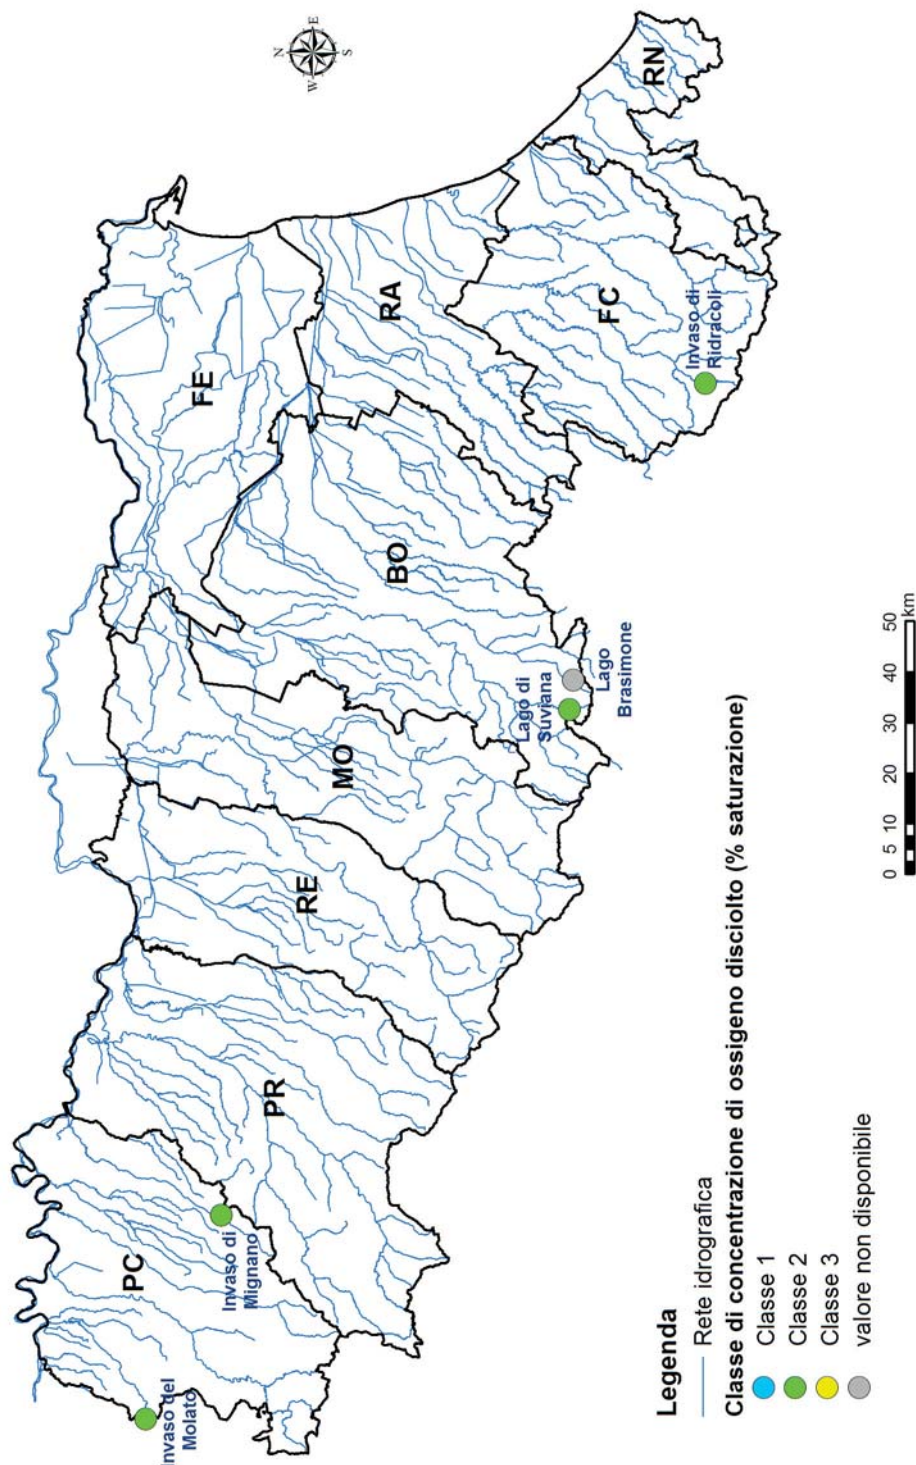 N
W
E
S
PC
PR
RE
MO
BO
FE
RA
FC
RN
Invaso del
Molato
Invaso di
Mignano
Lago di
Suviana
Lago
Brasimone
Invaso di
Ridracoli
Legenda
Rete idrografica
Classe di concentrazione di ossigeno disciolto (% saturazione)
Classe 1
Classe 2
Classe 3
valore non disponibile
0 5 10 20 30 40 50
km